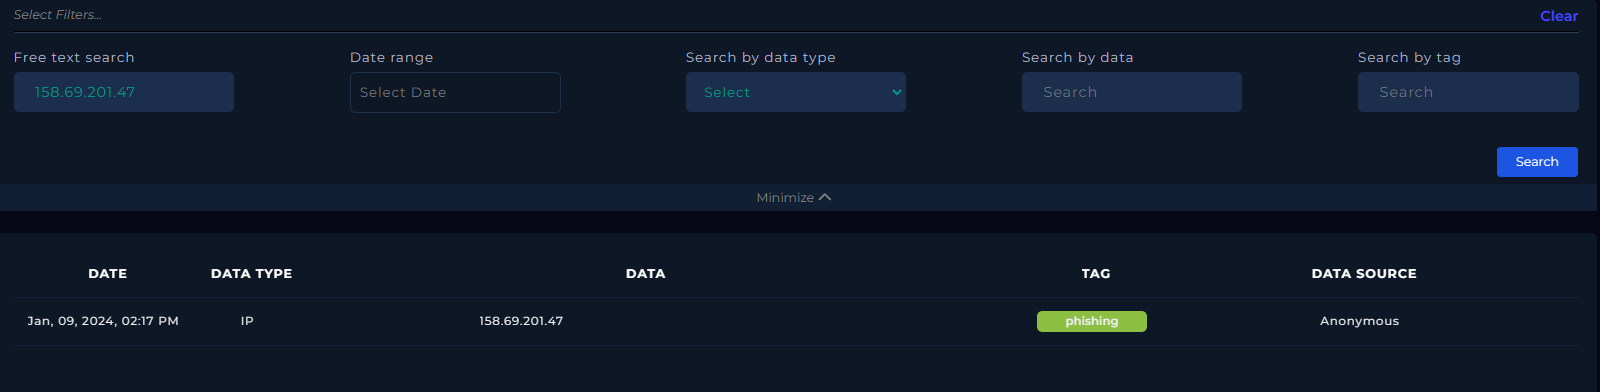 Select Filters... Clear
Free text search Date range Search by data type Search by data Search by tag
158.69.201.47 Select Date Select Search Search
Search
Minimize
DATE DATA TYPE DATA TAG DATA SOURCE
Jan, 09, 2024, 02:17 PM IP 158.69.201.47 phishing Anonymous